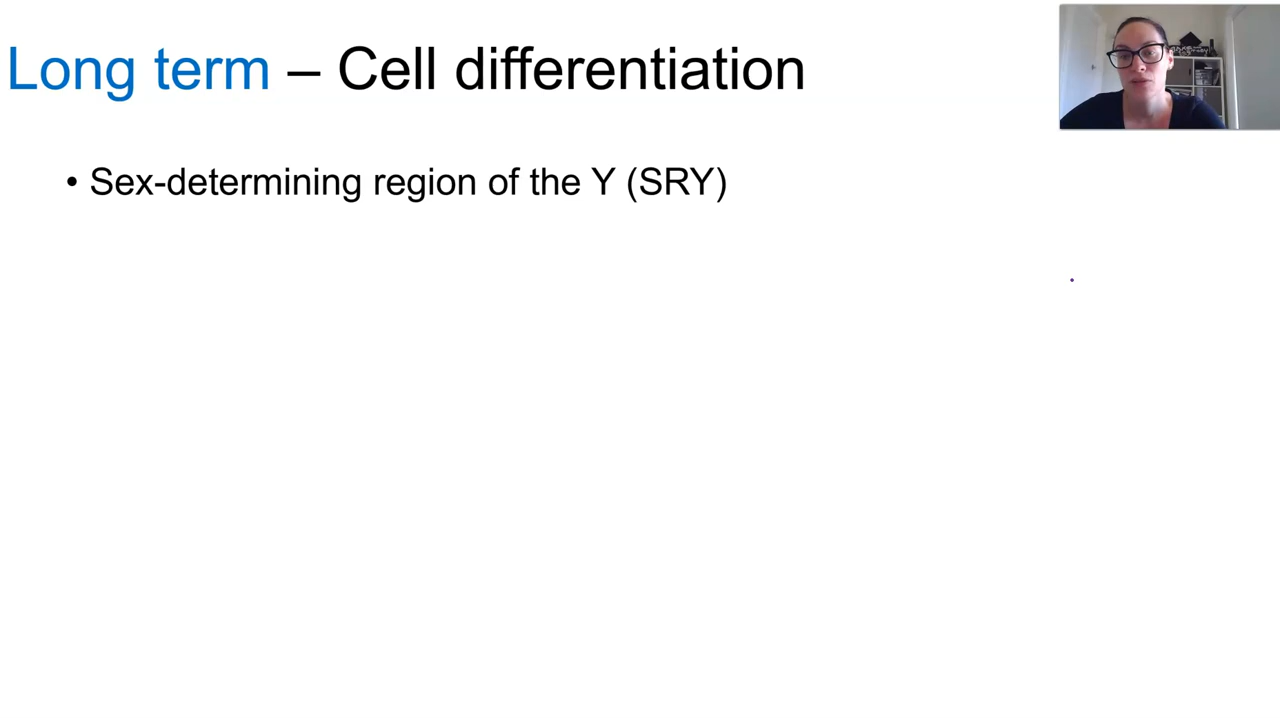 Long term – Cell differentiation
• Sex-determining region of the Y (SRY)